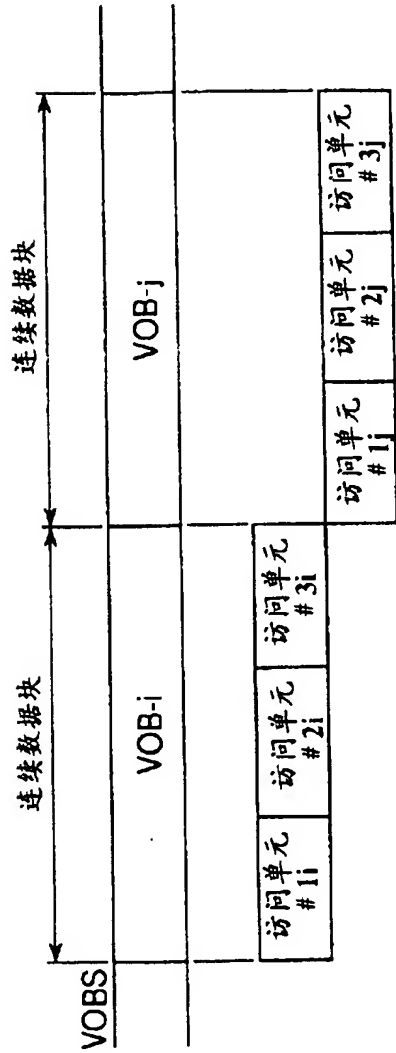 连续数据块
连续数据块
VOBS
VOB-i
VOB-j
访问单元
# 1i
访问单元
# 2i
访问单元
# 3i
访问单元
# 1j
访问单元
# 2j
访问单元
# 3j